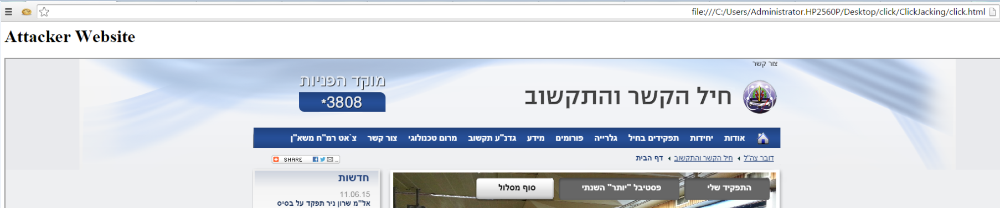 file:///C:/Users/Administrator.HP2560P/Desktop/click/ClickJacking/click.html
Attacker Website
צור קשר
מוקד הפניות
*3808
חיל הקשר והתקשוב
אודות יחידות תפקידים בחיל גלרייה פורומים מידע גדנ"ע תקשוב מרום טכנולוגי צור קשר צ`אט רמ"ח משא"ן
דובר צה"ל חיל הקשר והתקשוב דף הבית
SHARE ...
התפקיד שלי פסטיבל "יותר" השנתי סוף מסלול
חדשות
11.06.15
אל"מ שרון ניר תפקד על בסיס